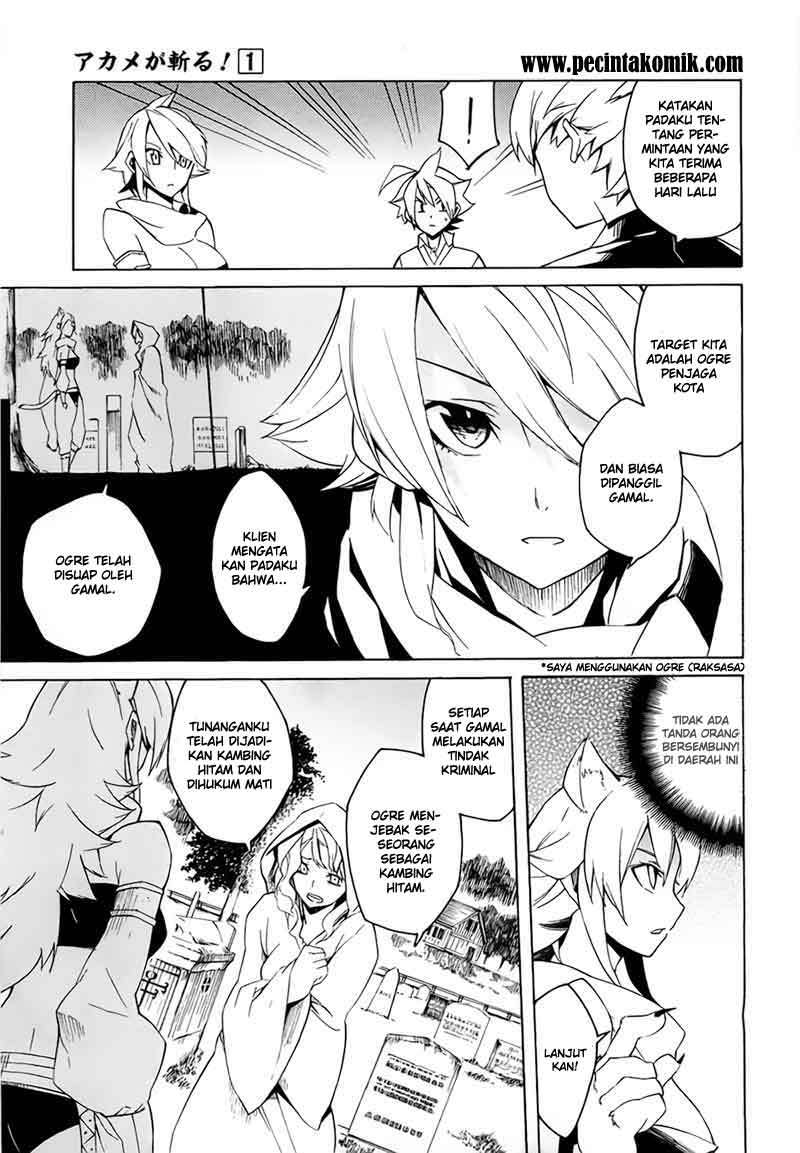 アカメが斬る! 1
www.pecintakomik.com
!
KATAKAN
PADAKU TEN-
TANG PER-
MINTAAN YANG
KITA TERIMA
BEBERAPA
HARI LALU
TARGET KITA
ADALAH OGRE
PENJAGA
KOTA
DAN BIASA
DIPANGGIL
GAMAL.
KLIEN
MENGATA
KAN PADAKU
BAHWA...
OGRE TELAH
DISUAP OLEH
GAMAL.
*SAYA MENGGUNAKAN OGRE (RAKSASA)
TIDAK ADA
TANDA ORANG
BERSEMBUNYI
DI DAERAH INI
LANJUT
KAN!
SETIAP
SAAT GAMAL
MELAKUKAN
TINDAK
KRIMINAL
OGRE MEN-
JEBAK SE-
SEORANG
SEBAGAI
KAMBING
HITAM.
TUNANGANKU
TELAH DIJADI-
KAN KAMBING
HITAM DAN
DIHUKUM MATI